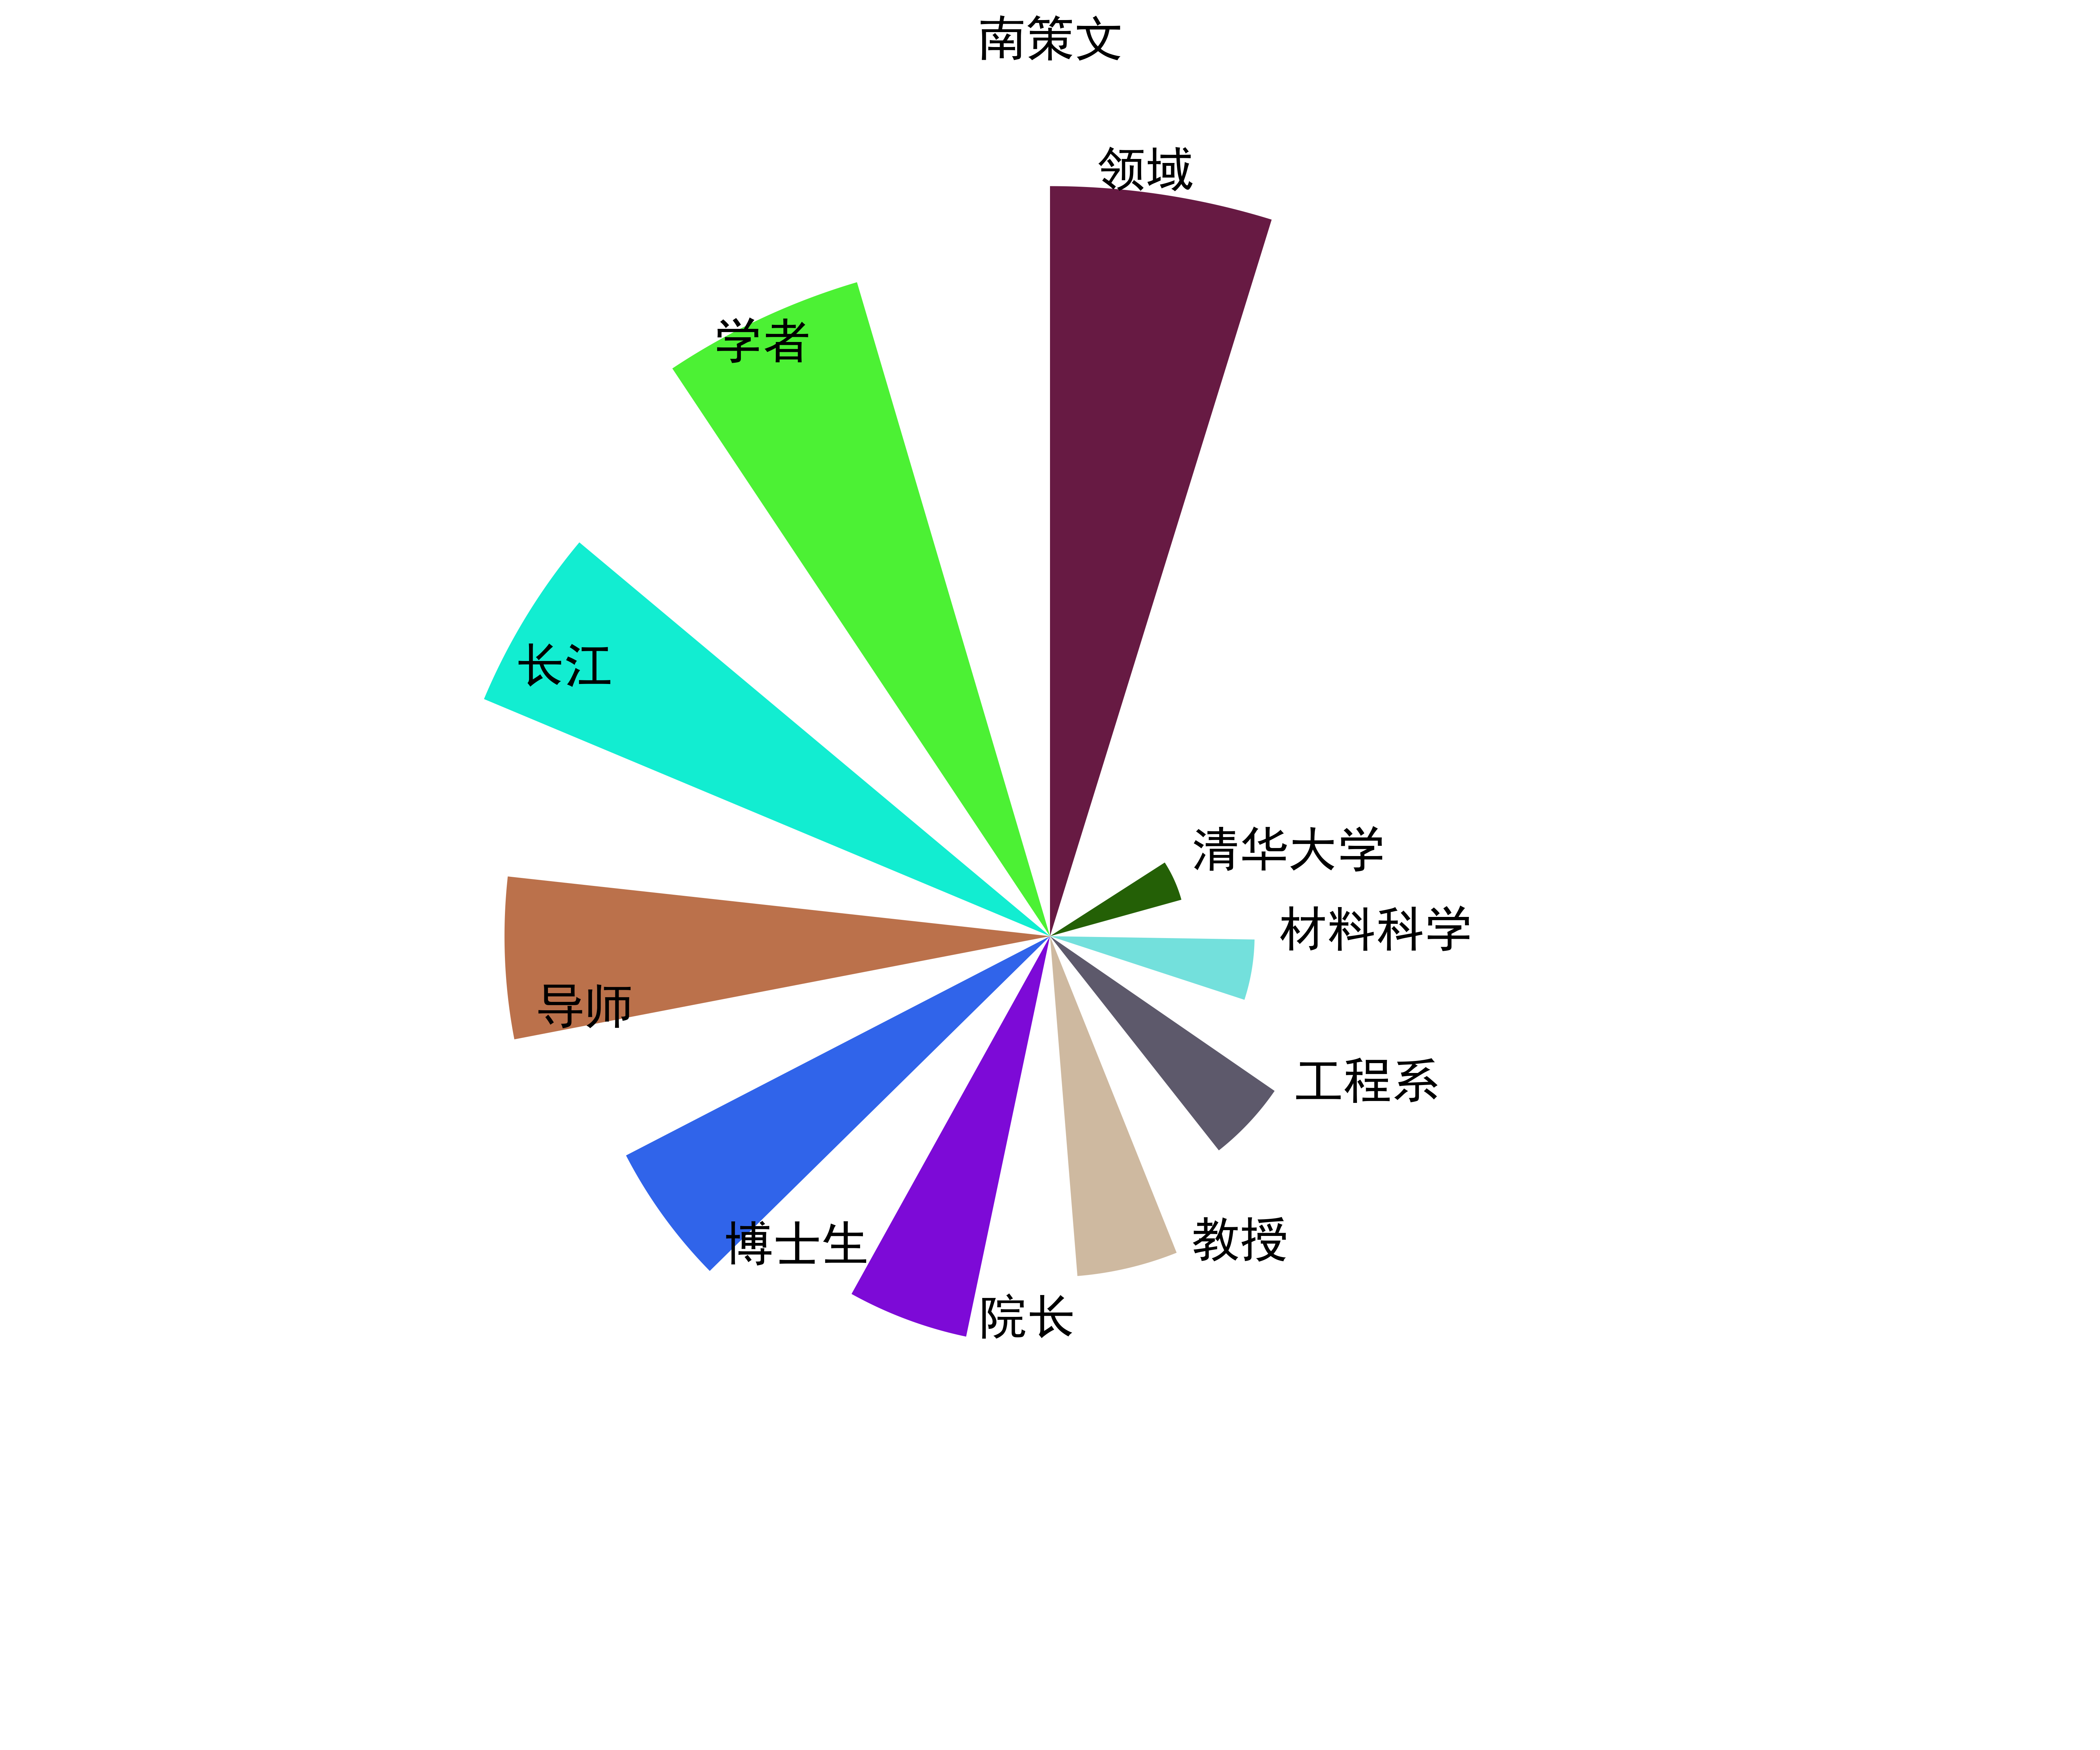 南策文
领域
学者
长江
清华大学
材料科学
导师
工程系
教授
博士生
院长